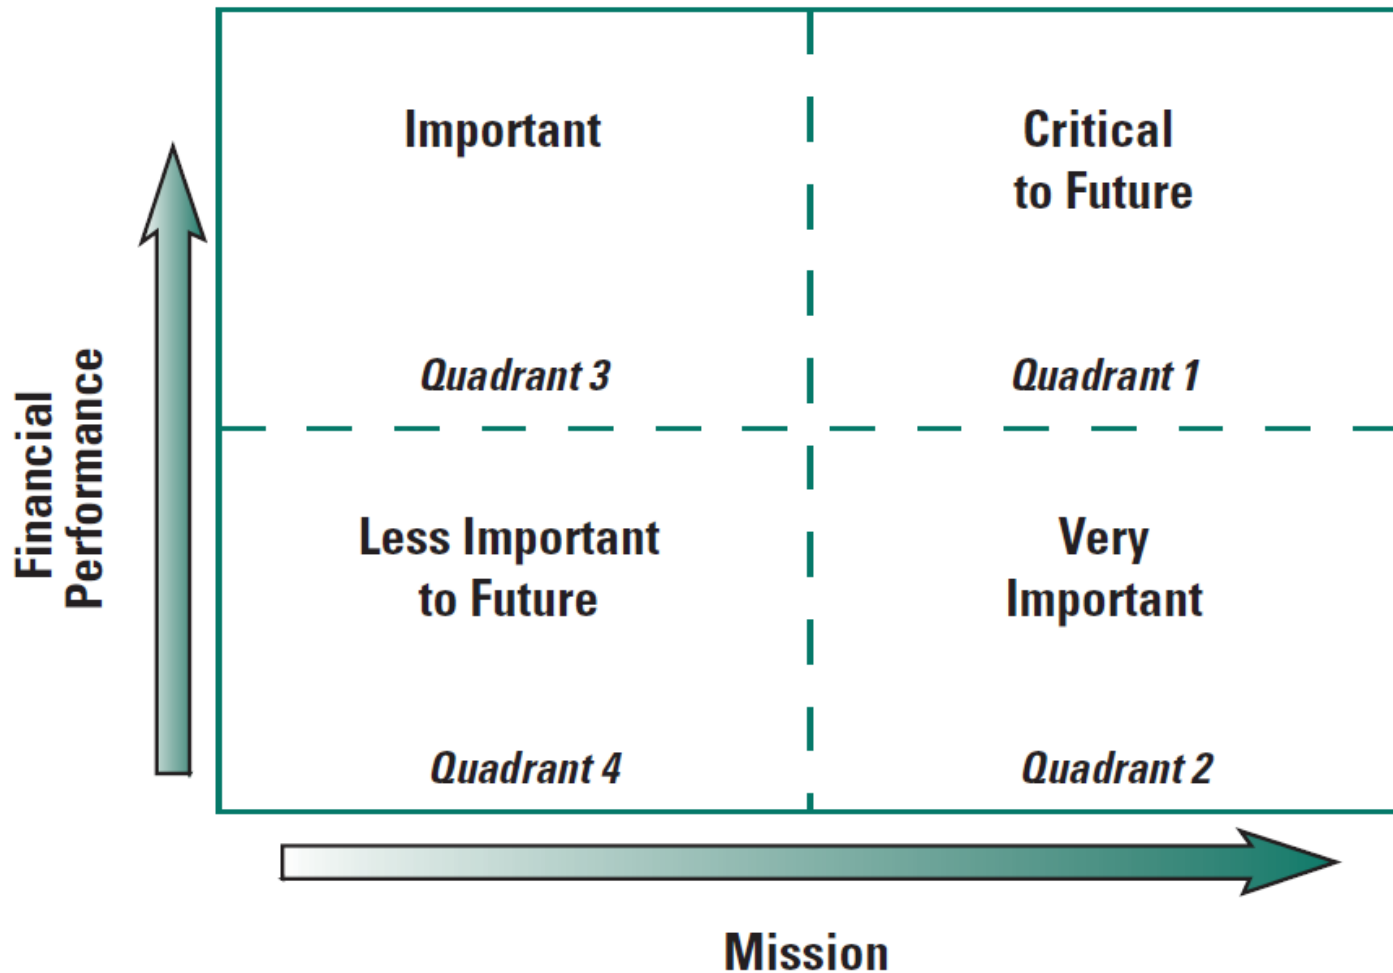 Important
Critical
to Future
Quadrant 3
Quadrant 1
Financial
Performance
Less Important
to Future
Very
Important
Quadrant 4
Quadrant 2
Mission